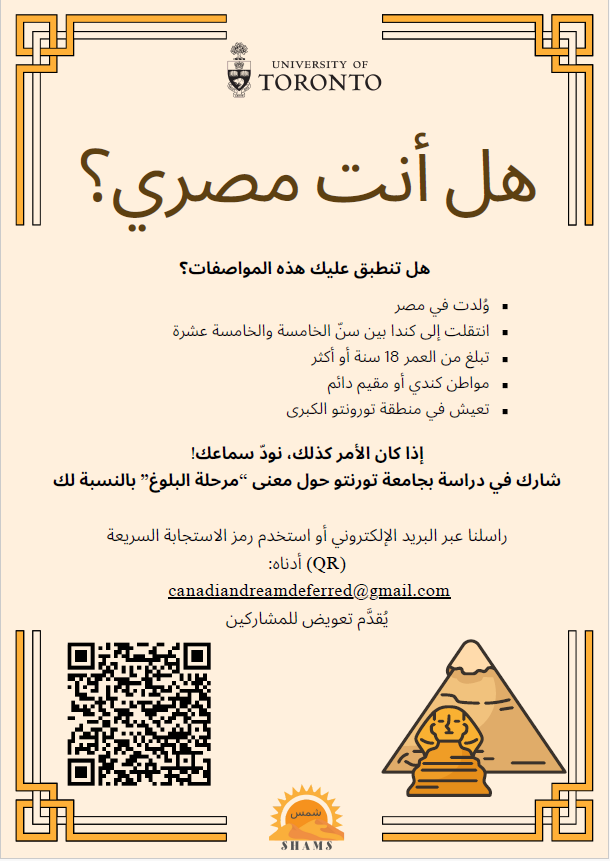 UNIVERSITY OF
TORONTO
هل أنت مصري؟
هل تنطبق عليك هذه المواصفات؟
▪ وُلدت في مصر
▪ انتقلت إلى كندا بين سنّ الخامسة والخامسة عشرة
▪ تبلغ من العمر 18 سنة أو أكثر
▪ مواطن كندي أو مقيم دائم
▪ تعيش في منطقة تورونتو الكبرى
إذا كان الأمر كذلك، نودّ سماعك!
شارك في دراسة بجامعة تورنتو حول معنى “مرحلة البلوغ” بالنسبة لك
راسلنا عبر البريد الإلكتروني أو استخدم رمز الاستجابة السريعة
(QR) أدناه:
canadiandreamdeferred@gmail.com
يُقدَّم تعويض للمشاركين
شمس
SHAMS